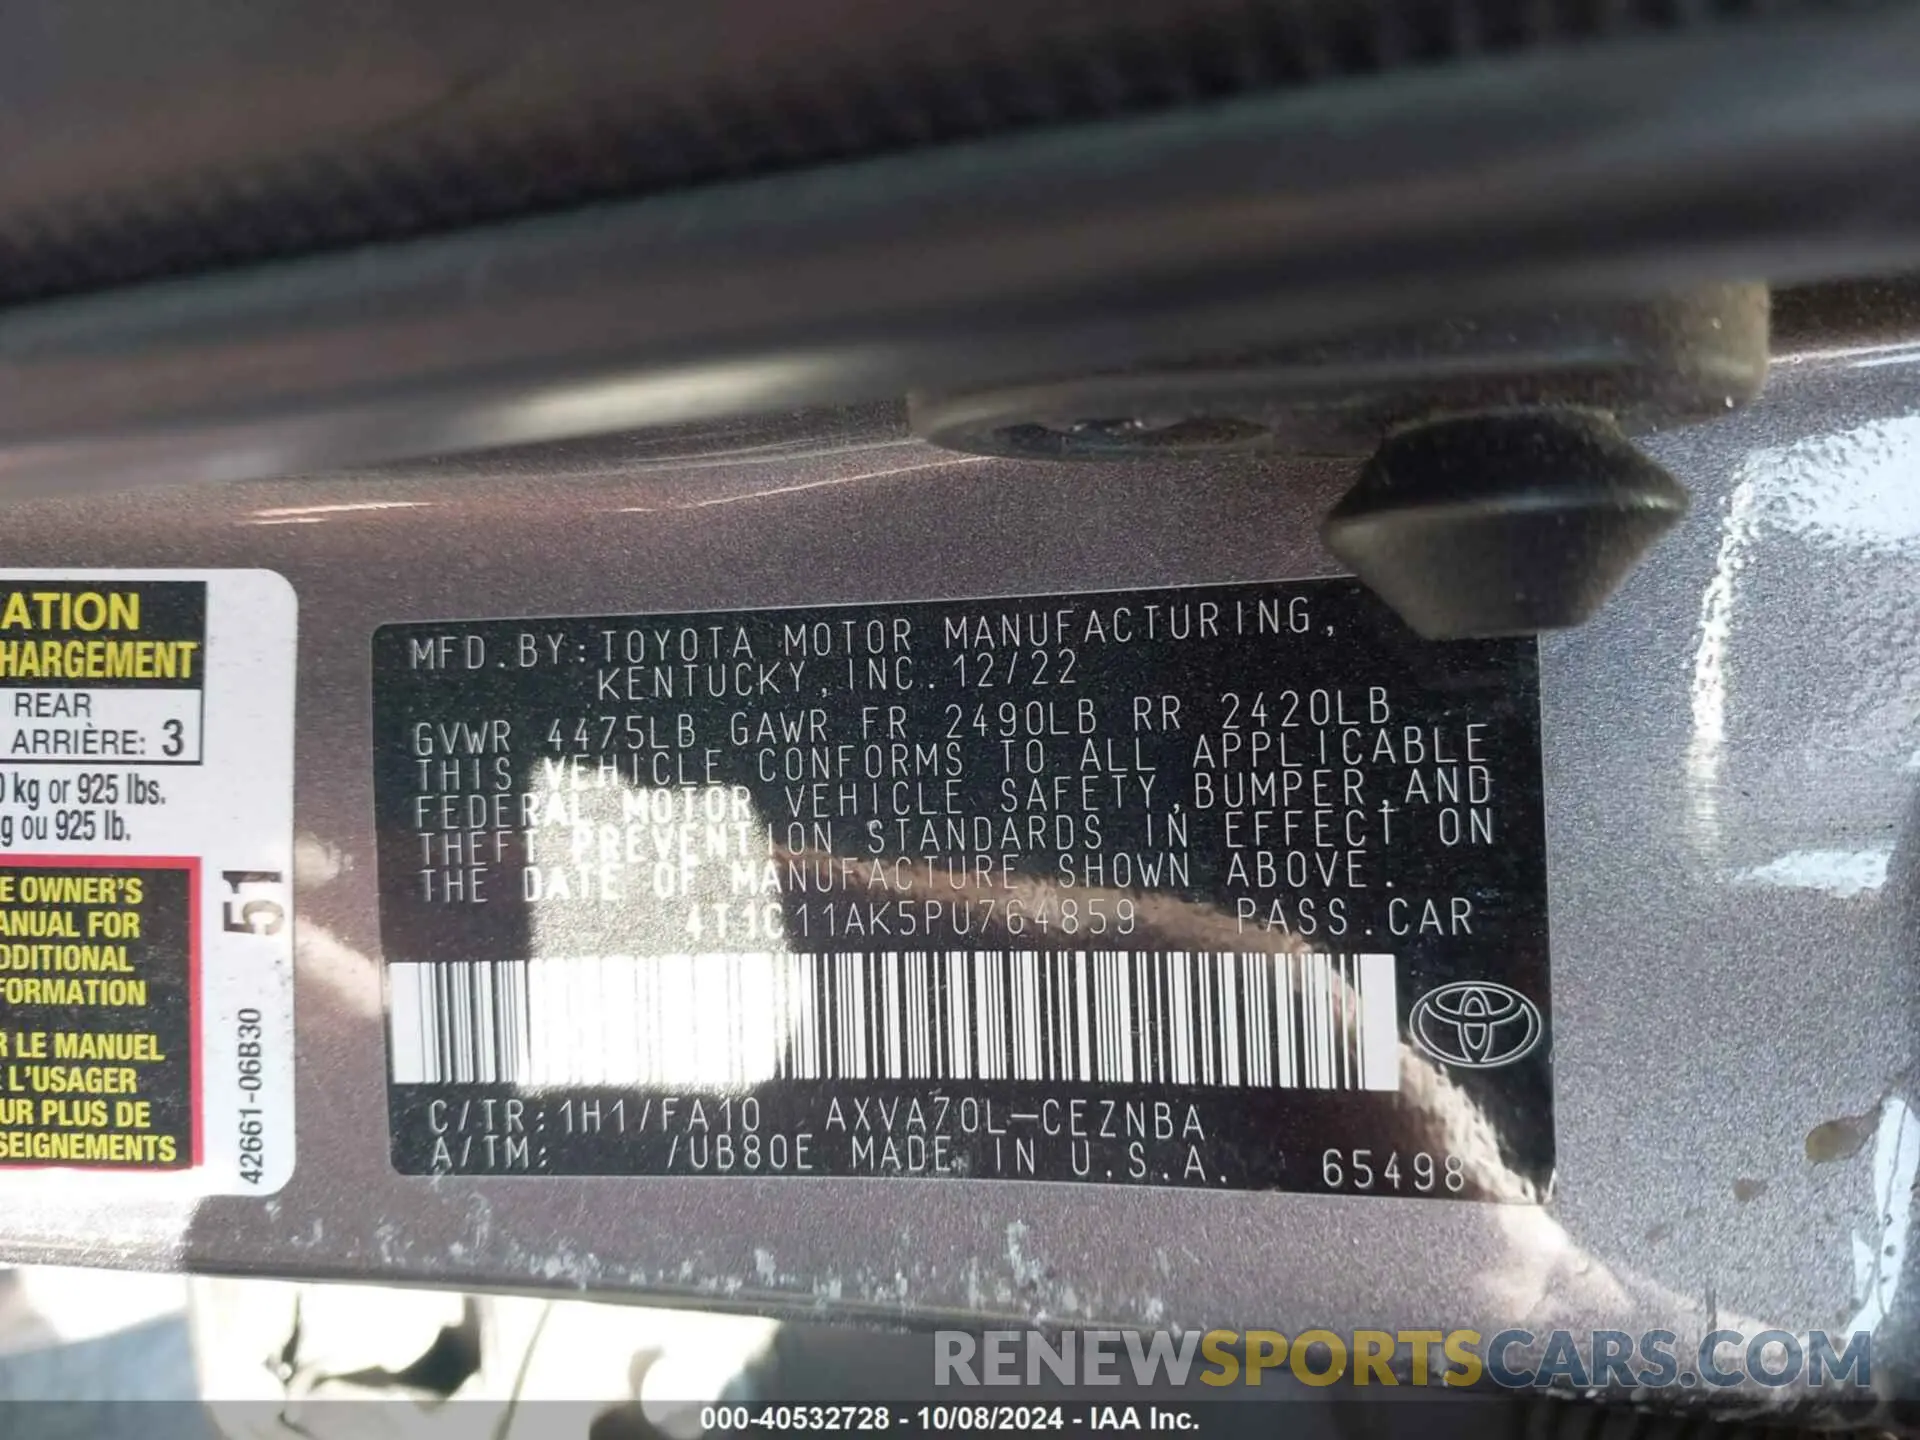 ATION
HARGEMENT
REAR
ARRIÈRE: 3
0 kg or 925 lbs.
g ou 925 lb.
E OWNER'S
ANUAL FOR
DDITIONAL
FORMATION
R LE MANUEL
L'USAGER
UR PLUS DE
SEIGNEMENTS
51
42661-06B30
MFD.BY:TOYOTA MOTOR MANUFACTURING,
KENTUCKY,INC. 12/22
GVWR 4475LB GAWR FR 2490LB RR 2420LB
THIS VEHICLE CONFORMS TO ALL APPLICABLE
FEDERAL MOTOR VEHICLE SAFETY,BUMPER,AND
THEFT PREVENTION STANDARDS IN EFFECT ON
THE DATE OF MANUFACTURE SHOWN ABOVE.
4T1C11AK5PU764859 PASS.CAR
C/TR:1H1/FA10 AXVA70L-CEZNBA
A/TM: /UB80E MADE IN U.S.A. 65498
RENEWSPORTSCARS.COM
000-40532728 - 10/08/2024 - IAA Inc.